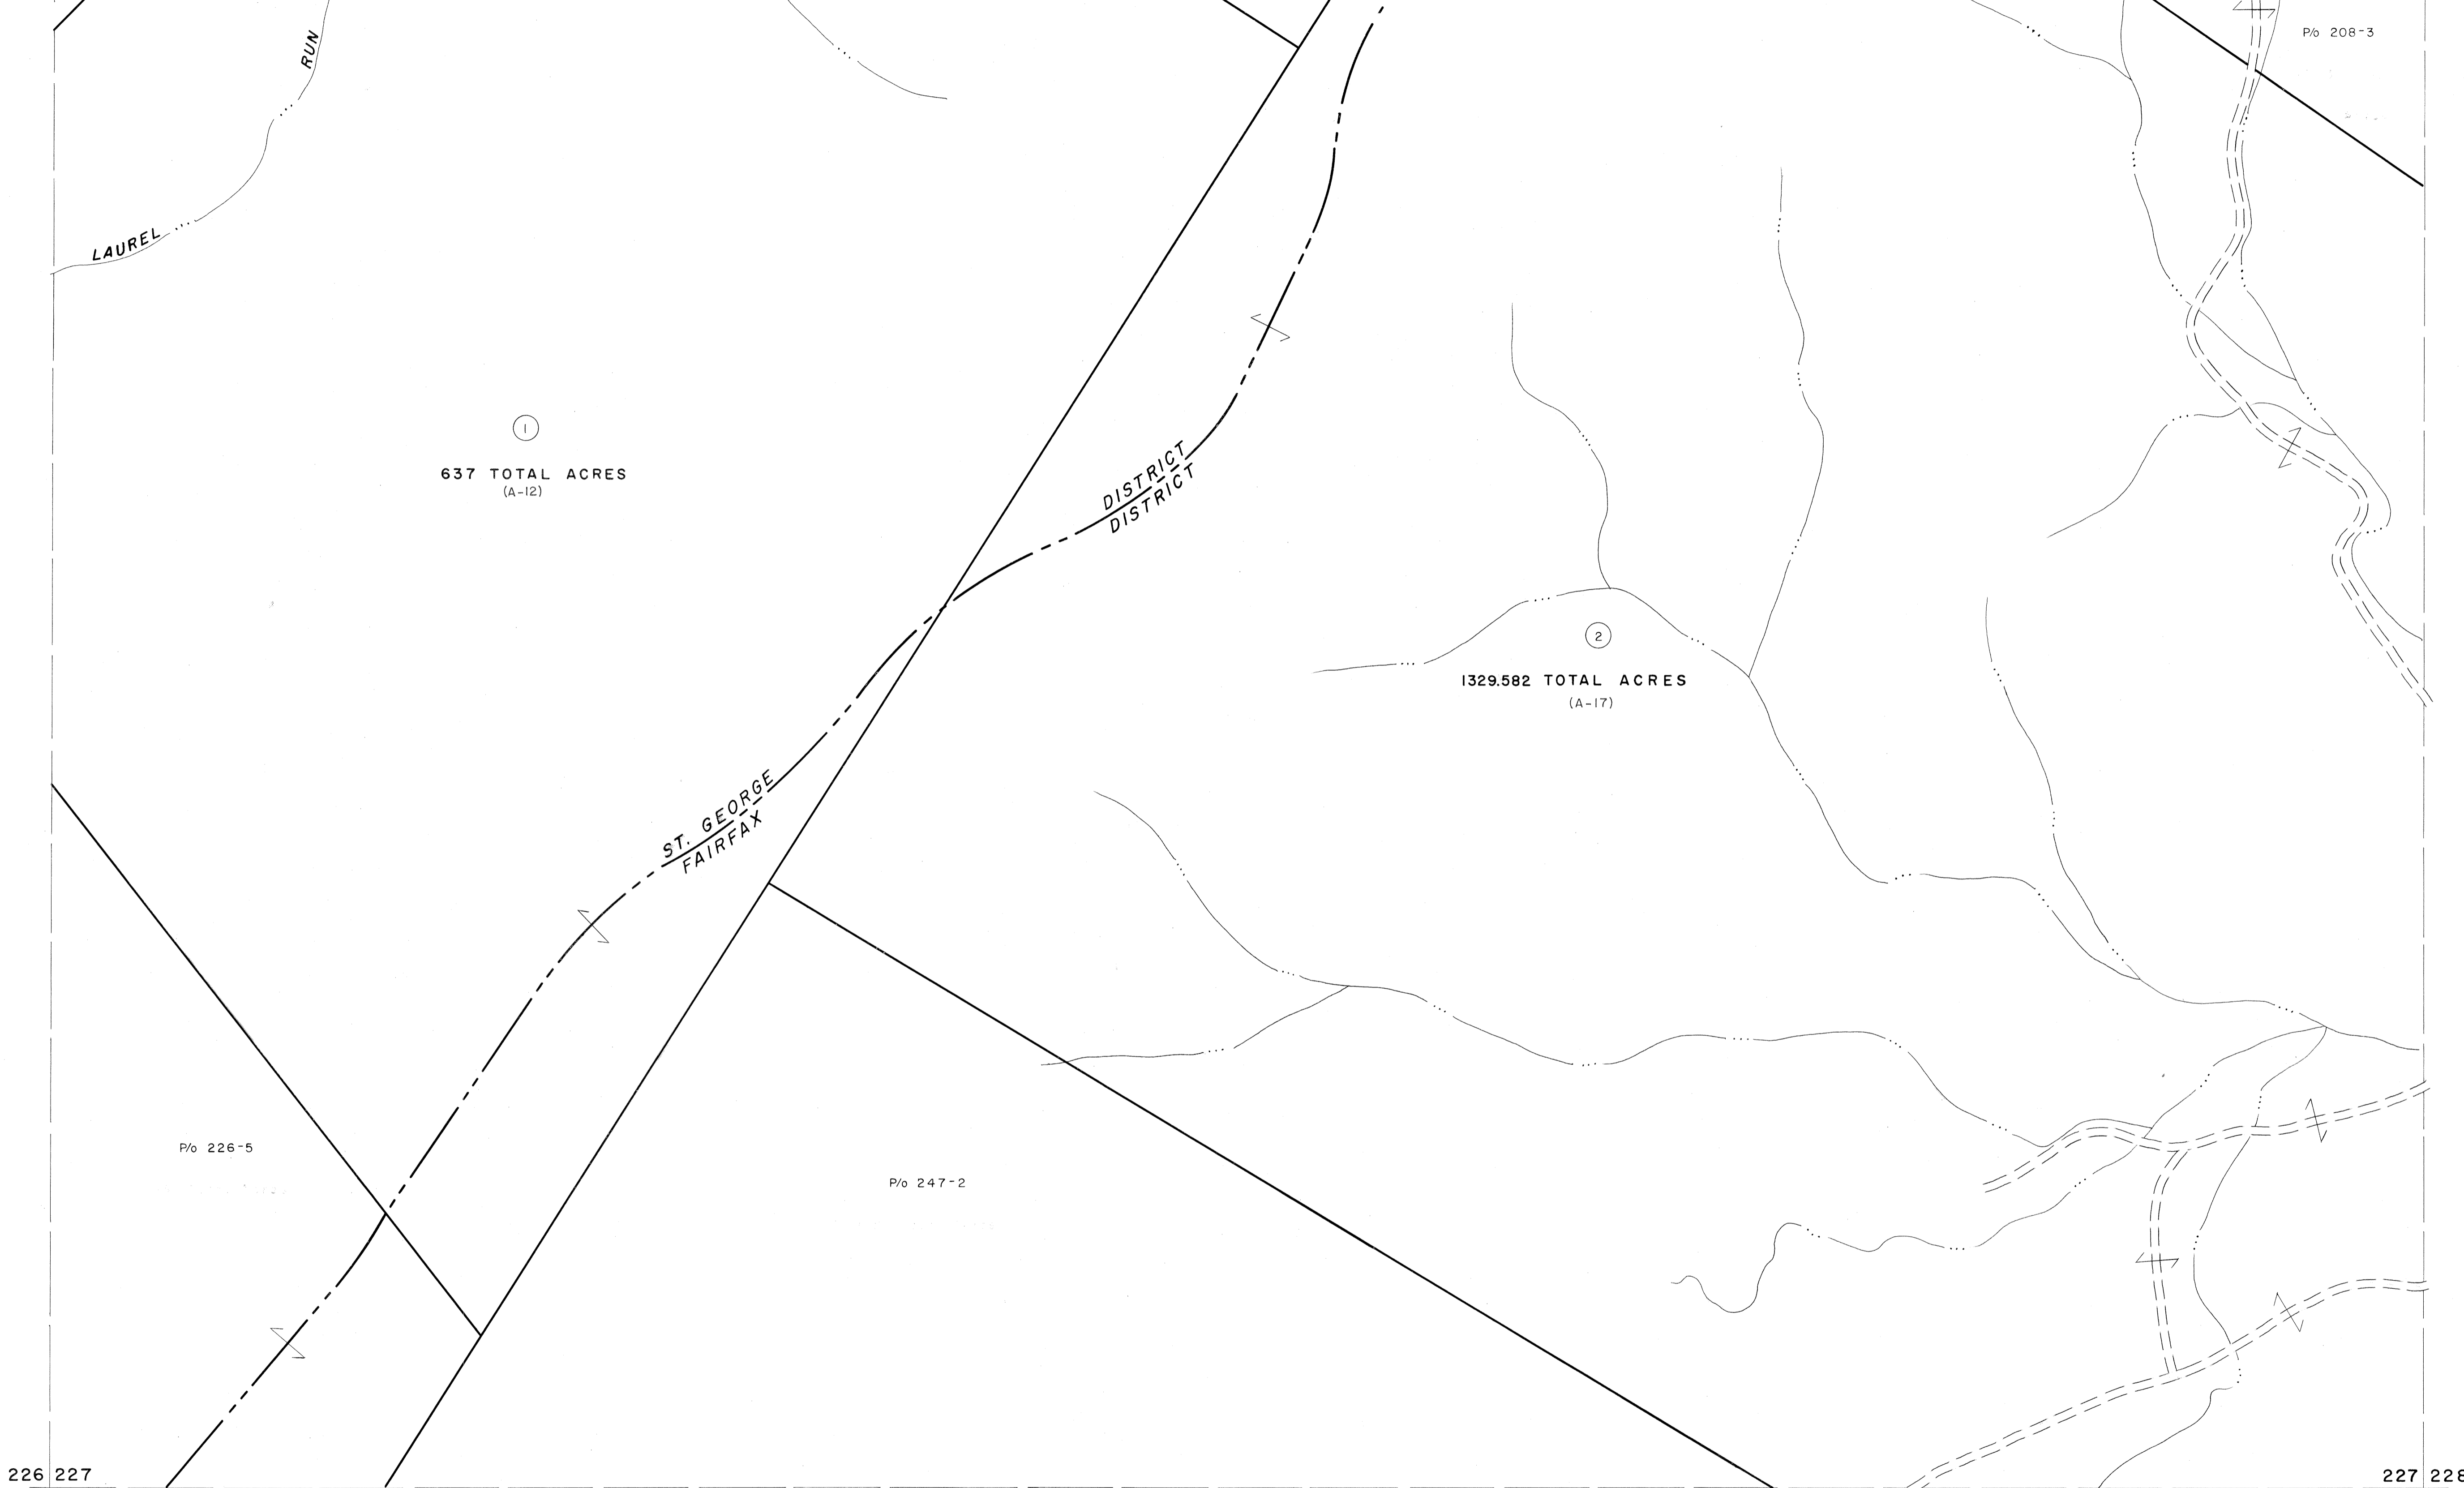 P/o 208-3
RUN
LAUREL
1
637 TOTAL ACRES
(A-12)
DISTRICT
DISTRICT
2
1329.582 TOTAL ACRES
(A-17)
ST. GEORGE
FAIRFAX
P/o 226-5
P/o 247-2
226 227
227 228